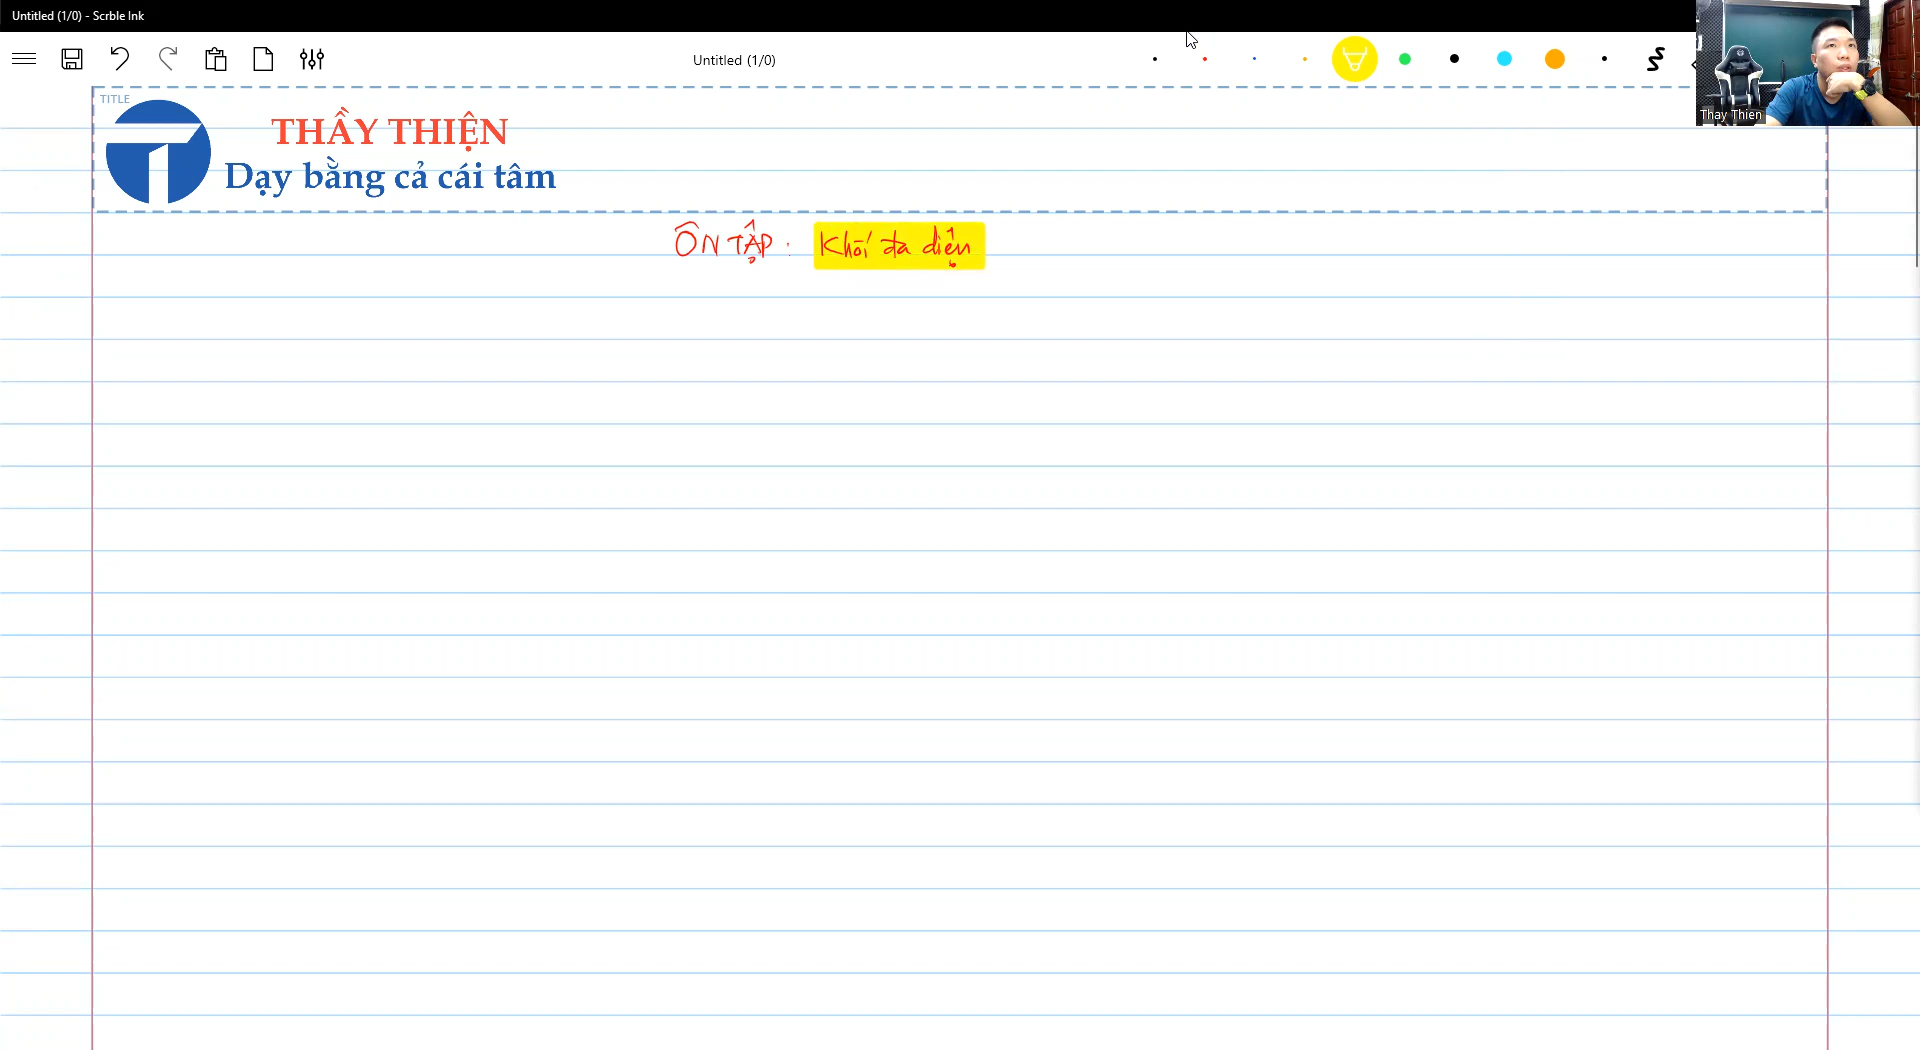 Untitled (1/0) - Scrble Ink
Untitled (1/0)
Thay Thien
TITLE
THẦY THIỆN
Dạy bằng cả cái tâm
ÔN TẬP : Khối đa diện